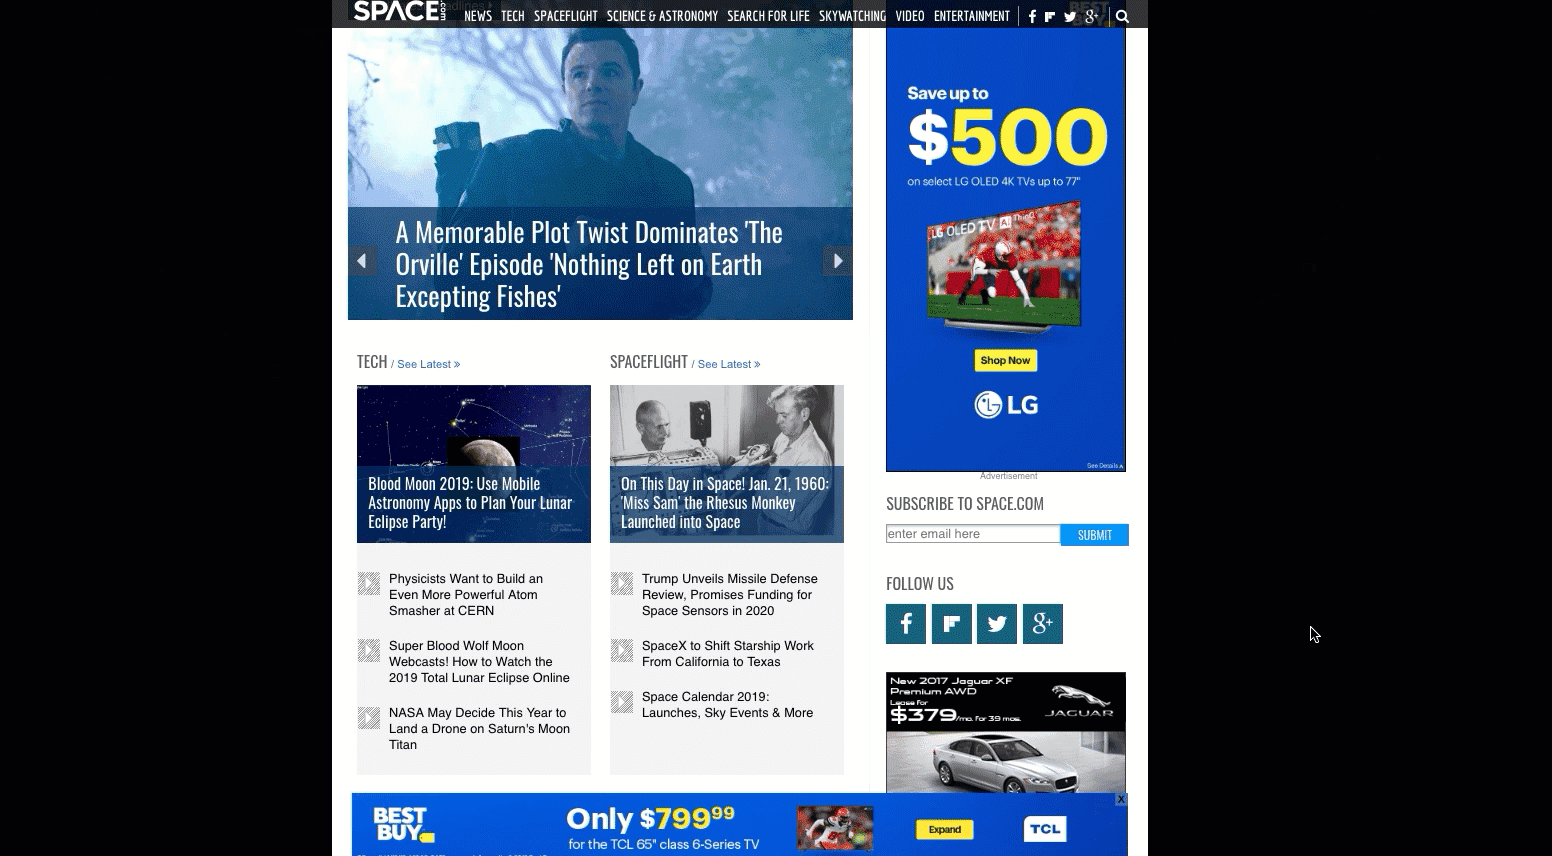 SPACE.com
NEWS TECH SPACEFLIGHT SCIENCE & ASTRONOMY SEARCH FOR LIFE SKYWATCHING VIDEO ENTERTAINMENT
A Memorable Plot Twist Dominates 'The
Orville' Episode 'Nothing Left on Earth
Excepting Fishes'
TECH / See Latest »
Blood Moon 2019: Use Mobile
Astronomy Apps to Plan Your Lunar
Eclipse Party!
Physicists Want to Build an
Even More Powerful Atom
Smasher at CERN
Super Blood Wolf Moon
Webcasts! How to Watch the
2019 Total Lunar Eclipse Online
NASA May Decide This Year to
Land a Drone on Saturn's Moon
Titan
SPACEFLIGHT / See Latest »
On This Day in Space! Jan. 21, 1960:
'Miss Sam' the Rhesus Monkey
Launched into Space
Trump Unveils Missile Defense
Review, Promises Funding for
Space Sensors in 2020
SpaceX to Shift Starship Work
From California to Texas
Space Calendar 2019:
Launches, Sky Events & More
Save up to
$500
on select LG OLED 4K TVs up to 77"
LG OLED TV AI ThinQ
Shop Now
LG
See Details
Advertisement
SUBSCRIBE TO SPACE.COM
enter email here
SUBMIT
FOLLOW US
New 2017 Jaguar XF
Premium AWD
Lease for
$379/mo. for 39 mos.
JAGUAR
BEST
BUY
Only $799.99
for the TCL 65" class 6-Series TV
Expand
TCL
X